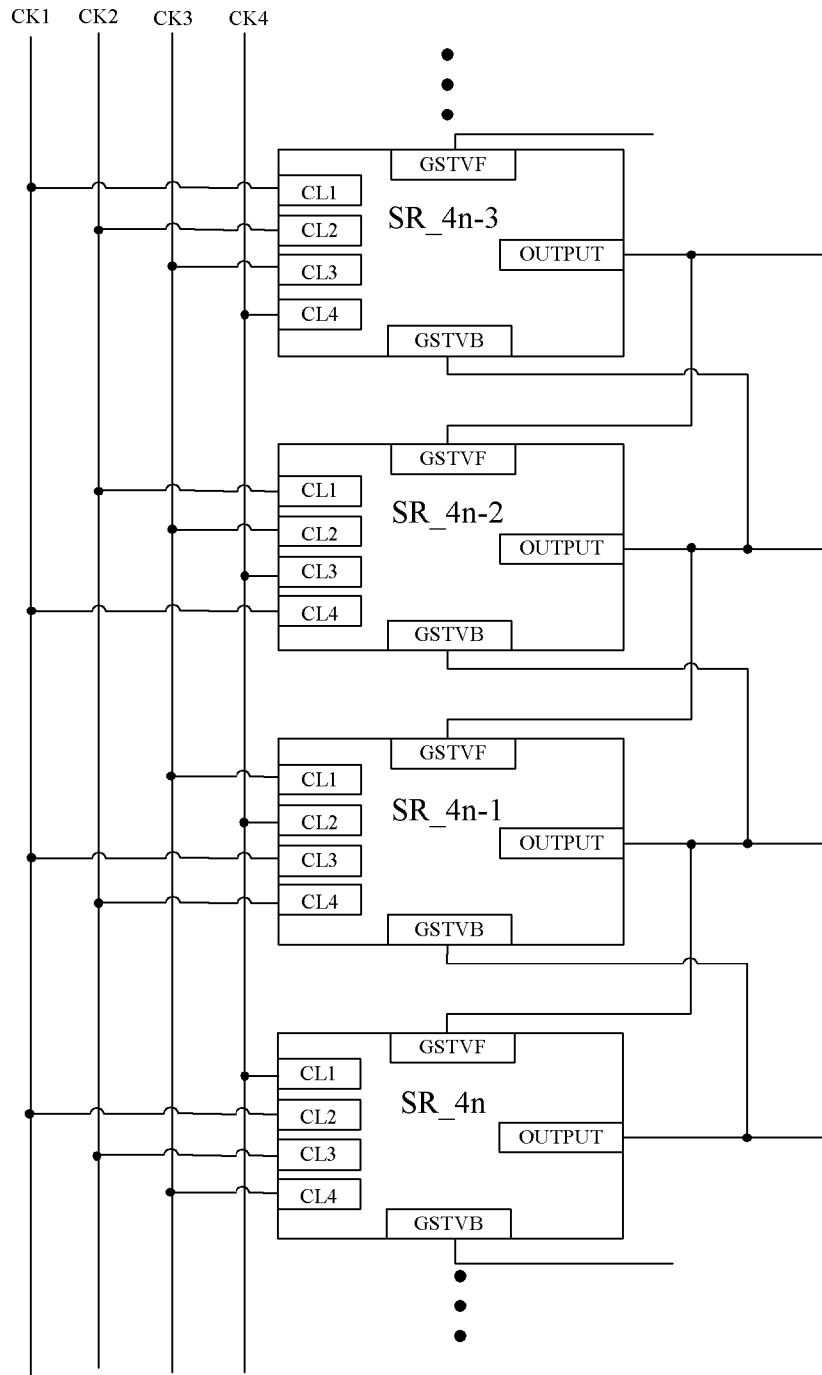 CK1 CK2 CK3 CK4
GSTVF
CL1
SR_4n-3
CL2
OUTPUT
CL3
CL4
GSTVB
GSTVF
CL1
SR_4n-2
CL2
OUTPUT
CL3
CL4
GSTVB
GSTVF
CL1
SR_4n-1
CL2
OUTPUT
CL3
CL4
GSTVB
GSTVF
CL1
SR_4n
CL2
OUTPUT
CL3
CL4
GSTVB